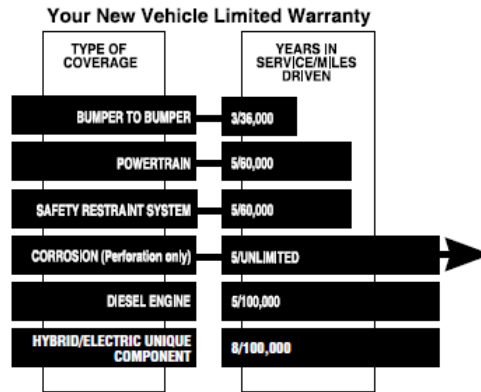 Your New Vehicle Limited Warranty
TYPE OF
COVERAGE
YEARS IN
SERVICE/MILES
DRIVEN
BUMPER TO BUMPER
3/36,000
POWERTRAIN
5/60,000
SAFETY RESTRAINT SYSTEM
5/60,000
CORROSION (Perforation only)
5/UNLIMITED
DIESEL ENGINE
5/100,000
HYBRID/ELECTRIC UNIQUE
COMPONENT
8/100,000